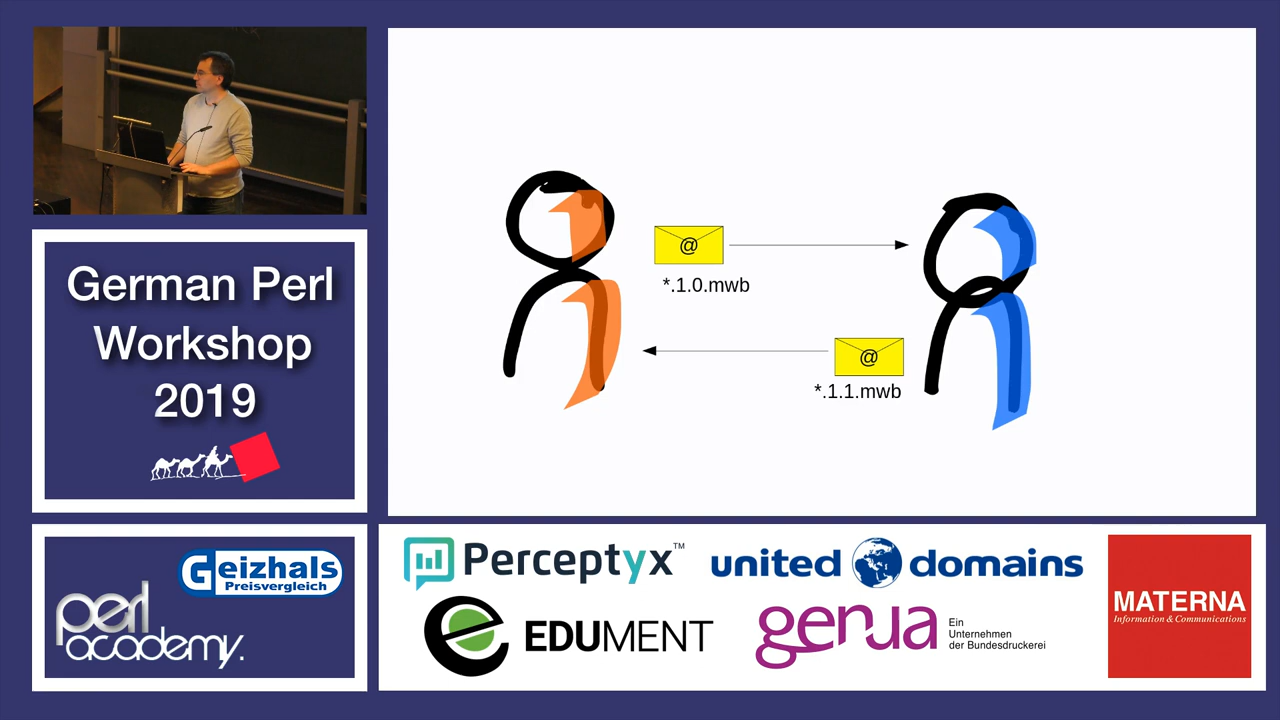 @
*.1.0.mwb
@
*.1.1.mwb
German Perl
Workshop
2019
Geizhals
Preisvergleich
perl
academy.
Perceptyx™
united domains
EDUMENT
genua
Ein
Unternehmen
der Bundesdruckerei
MATERNA
Information & Communications